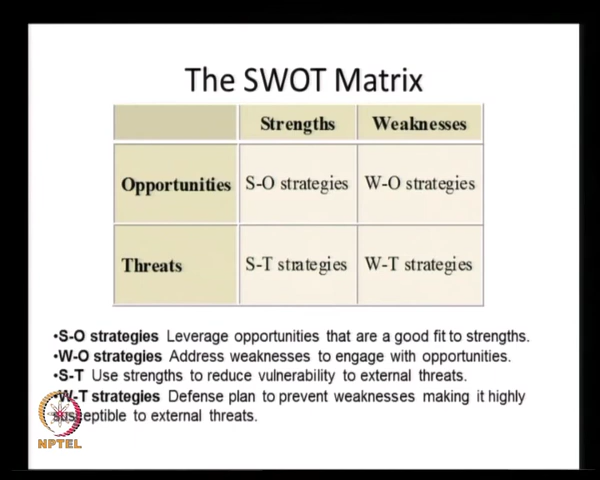 The SWOT Matrix
Strengths Weaknesses
Opportunities S-O strategies W-O strategies
Threats S-T strategies W-T strategies
•S-O strategies Leverage opportunities that are a good fit to strengths.
•W-O strategies Address weaknesses to engage with opportunities.
•S-T Use strengths to reduce vulnerability to external threats.
•W-T strategies Defense plan to prevent weaknesses making it highly
susceptible to external threats.
NPTEL